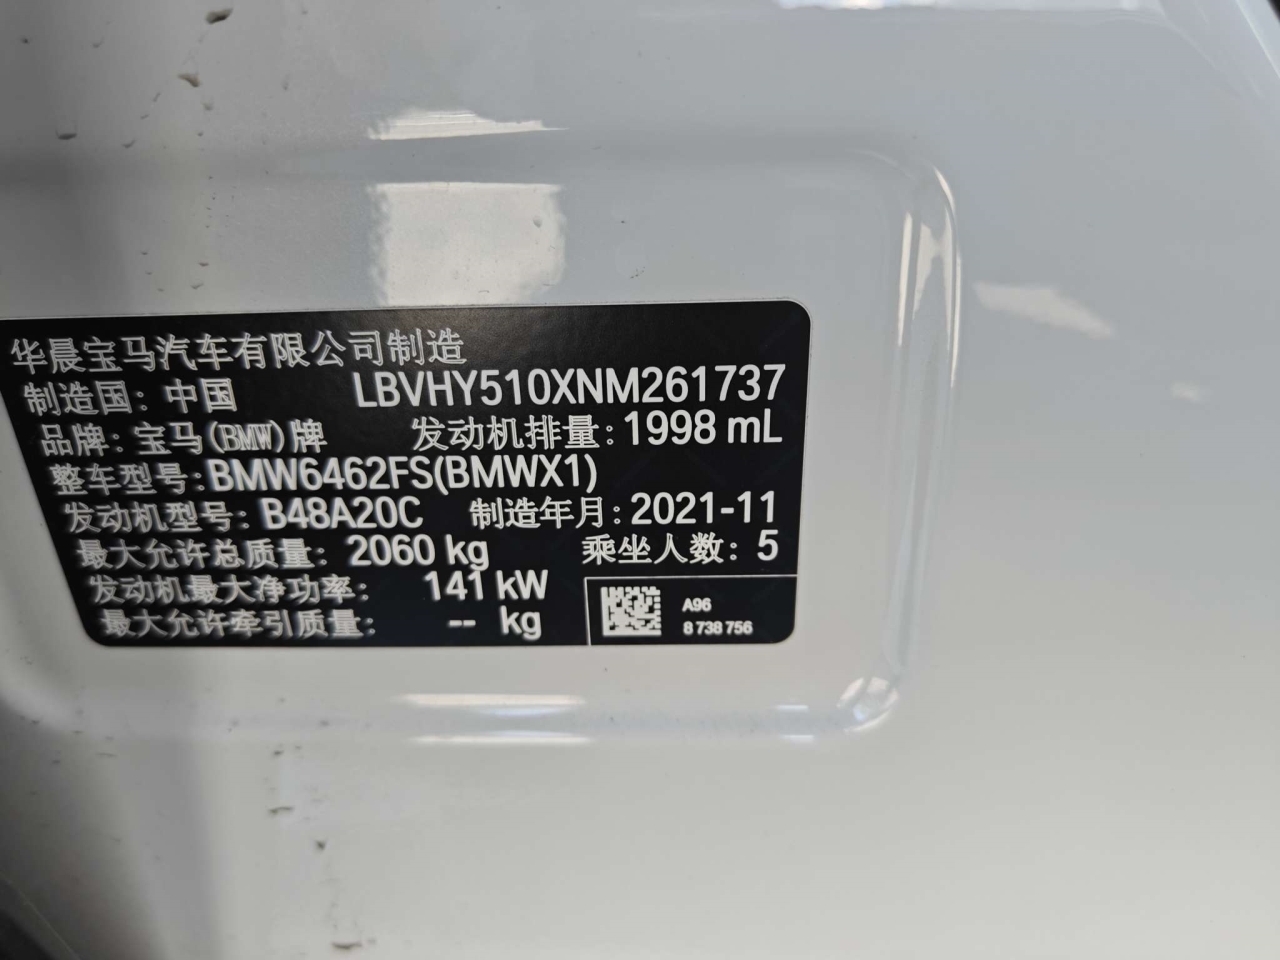 华晨宝马汽车有限公司制造
制造国：中国 LBVHY510XNM261737
品牌：宝马(BMW)牌 发动机排量：1998 mL
整车型号：BMW6462FS(BMWX1)
发动机型号：B48A20C 制造年月：2021-11
最大允许总质量：2060 kg 乘坐人数：5
发动机最大净功率：141 kW
最大允许牵引质量：-- kg
A96
8 738 756